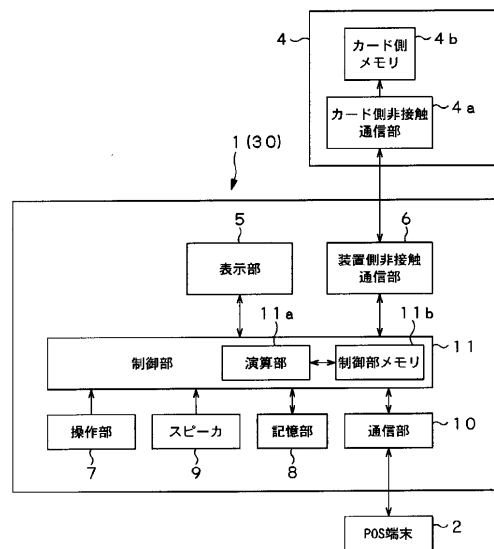 4
カード側
メモリ
4b
カード側非接触
通信部
4a
1(30)
5
表示部
6
装置側非接触
通信部
11a
11b
制御部
演算部
制御部メモリ
11
操作部
7
スピーカ
9
記憶部
8
通信部
10
POS端末
2